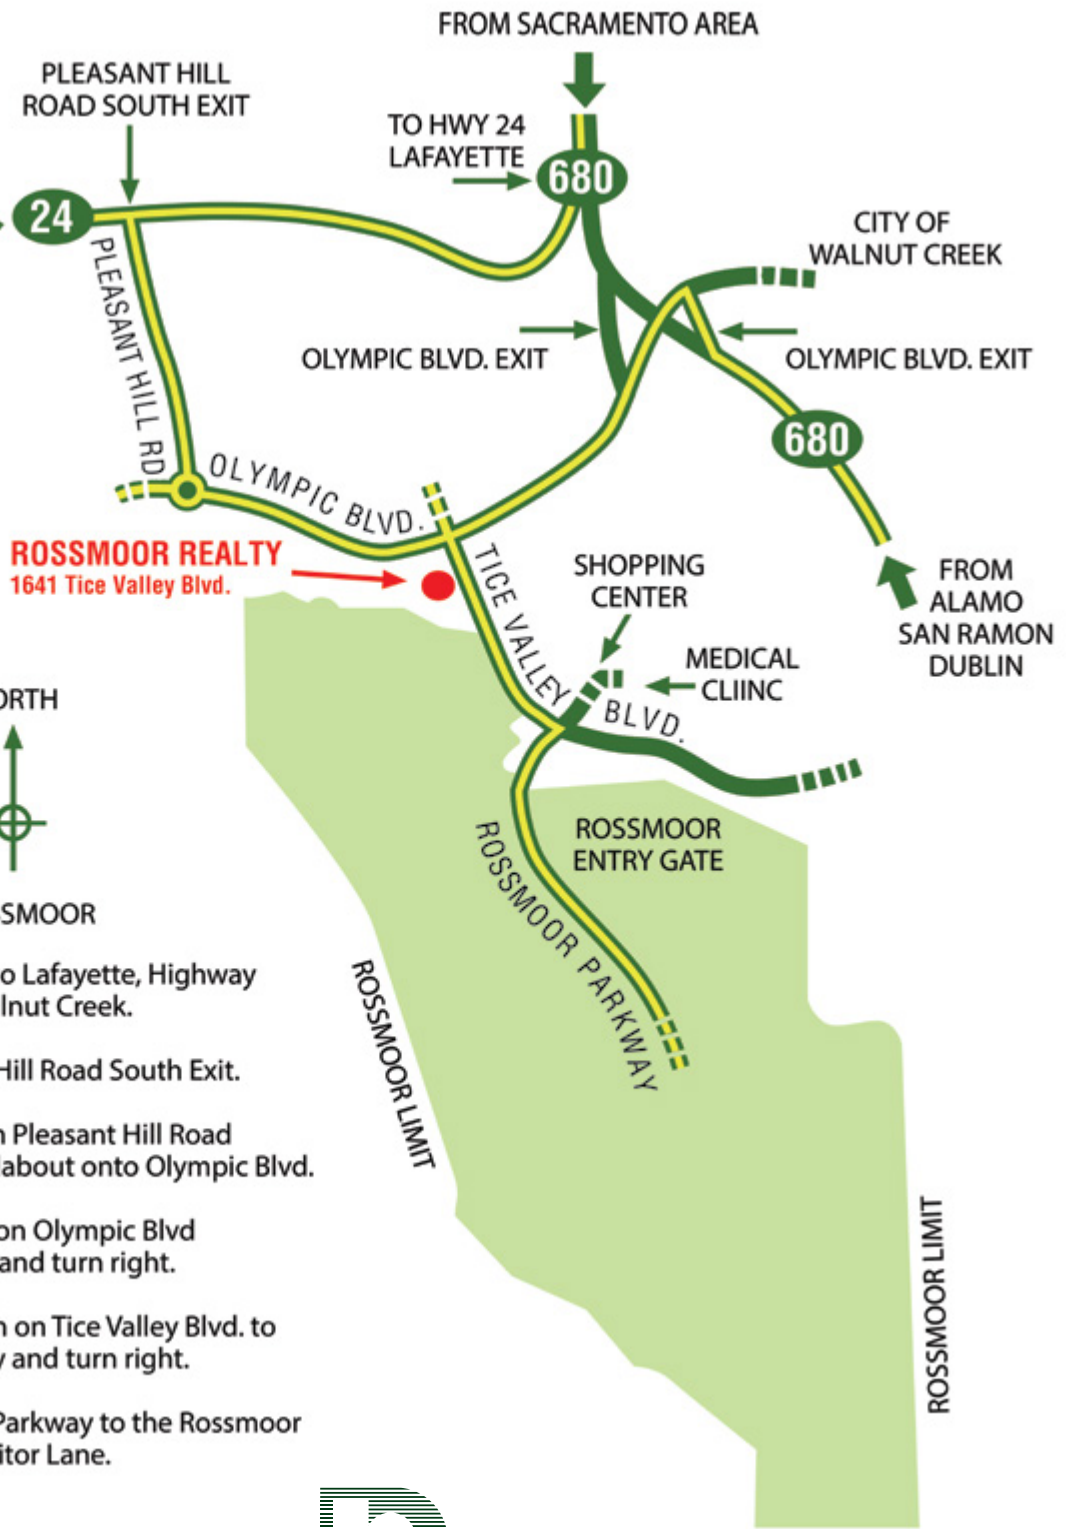 FROM SACRAMENTO AREA
PLEASANT HILL
ROAD SOUTH EXIT
TO HWY 24
LAFAYETTE
680
24
CITY OF
WALNUT CREEK
PLEASANT HILL RD
OLYMPIC BLVD. EXIT
OLYMPIC BLVD. EXIT
680
OLYMPIC BLVD.
ROSSMOOR REALTY
1641 Tice Valley Blvd.
TICE VALLEY BLVD.
SHOPPING
CENTER
FROM
ALAMO
SAN RAMON
DUBLIN
MEDICAL
CLIINC
ORTH
ROSSMOOR
ENTRY GATE
ROSSMOOR PARKWAY
SSMOOR
o Lafayette, Highway
lnut Creek.
Hill Road South Exit.
n Pleasant Hill Road
dabout onto Olympic Blvd.
on Olympic Blvd
and turn right.
n on Tice Valley Blvd. to
y and turn right.
Parkway to the Rossmoor
itor Lane.
ROSSMOOR LIMIT
ROSSMOOR LIMIT